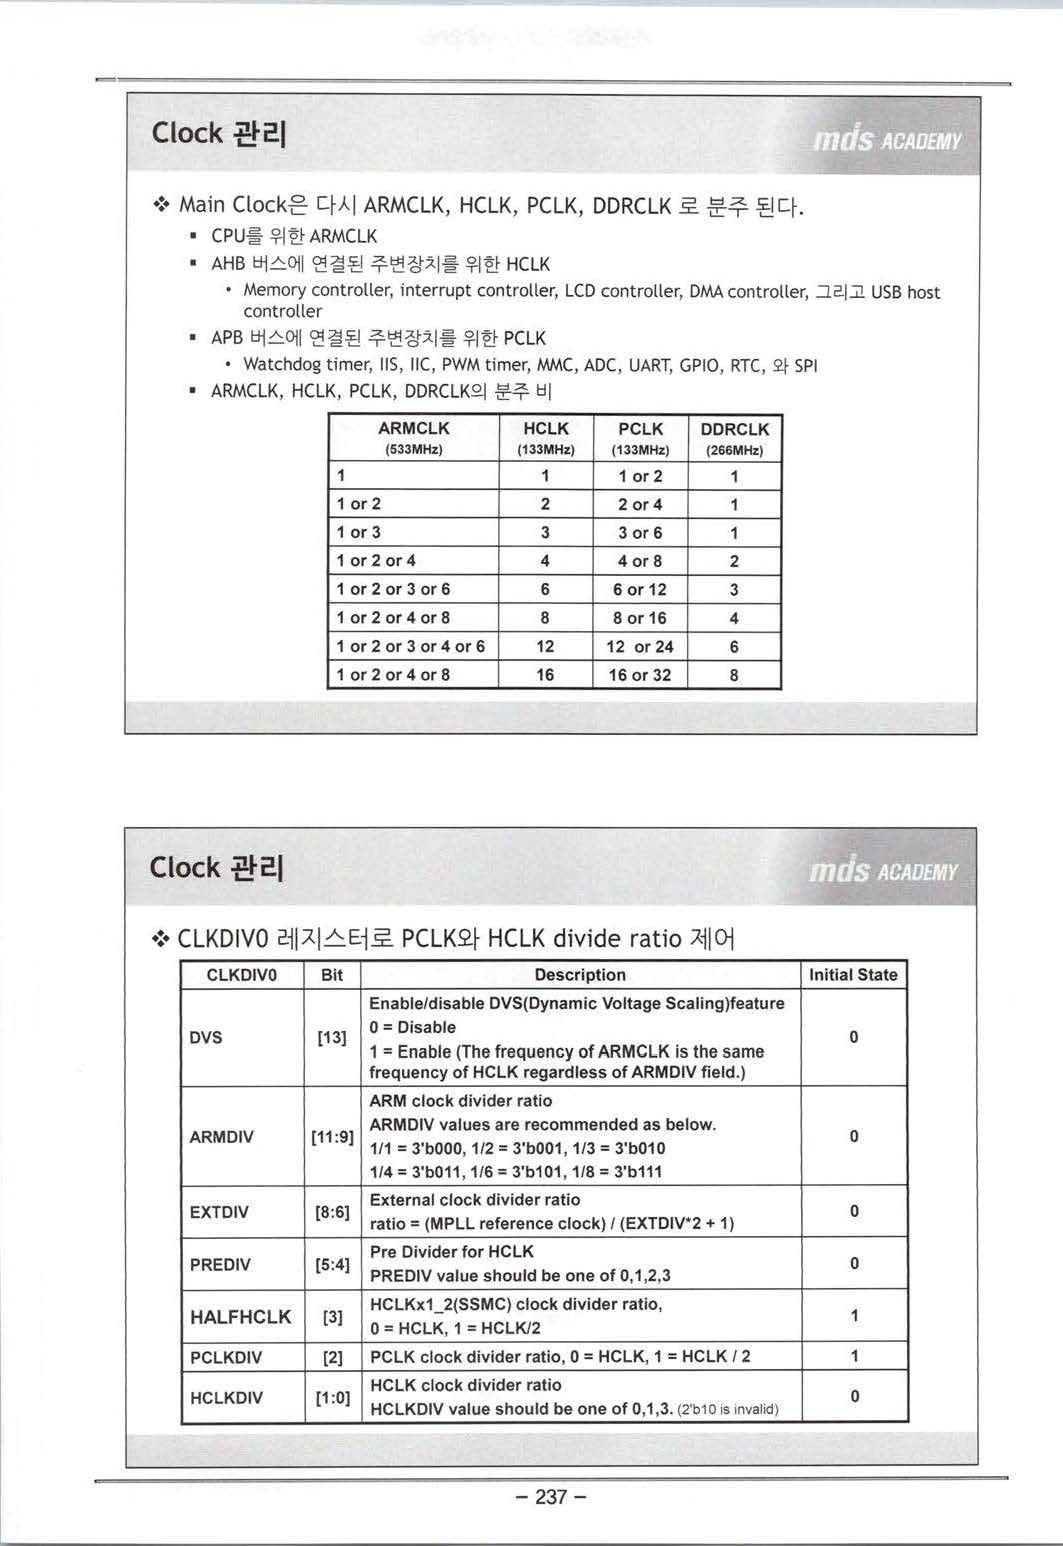 Clock 관리
mds ACADEMY
❖ Main Clock은 다시 ARMCLK, HCLK, PCLK, DDRCLK 로 분주 된다.
▪ CPU를 위한 ARMCLK
▪ AHB 버스에 연결된 주변장치를 위한 HCLK
• Memory controller, interrupt controller, LCD controller, DMA controller, 그리고 USB host
controller
▪ APB 버스에 연결된 주변장치를 위한 PCLK
• Watchdog timer, IIS, IIC, PWM timer, MMC, ADC, UART, GPIO, RTC, 와 SPI
▪ ARMCLK, HCLK, PCLK, DDRCLK의 분주 비
ARMCLK HCLK PCLK DDRCLK
(533MHz) (133MHz) (133MHz) (266MHz)
1 1 1 or 2 1
1 or 2 2 2 or 4 1
1 or 3 3 3 or 6 1
1 or 2 or 4 4 4 or 8 2
1 or 2 or 3 or 6 6 6 or 12 3
1 or 2 or 4 or 8 8 8 or 16 4
1 or 2 or 3 or 4 or 6 12 12 or 24 6
1 or 2 or 4 or 8 16 16 or 32 8
Clock 관리
mds ACADEMY
❖ CLKDIV0 레지스터로 PCLK와 HCLK divide ratio 제어
CLKDIV0 Bit Description Initial State
DVS [13] Enable/disable DVS(Dynamic Voltage Scaling)feature
0 = Disable
1 = Enable (The frequency of ARMCLK is the same
frequency of HCLK regardless of ARMDIV field.) 0
ARMDIV [11:9] ARM clock divider ratio
ARMDIV values are recommended as below.
1/1 = 3'b000, 1/2 = 3'b001, 1/3 = 3'b010
1/4 = 3'b011, 1/6 = 3'b101, 1/8 = 3'b111 0
EXTDIV [8:6] External clock divider ratio
ratio = (MPLL reference clock) / (EXTDIV*2 + 1) 0
PREDIV [5:4] Pre Divider for HCLK
PREDIV value should be one of 0,1,2,3 0
HALFHCLK [3] HCLKx1_2(SSMC) clock divider ratio,
0 = HCLK, 1 = HCLK/2 1
PCLKDIV [2] PCLK clock divider ratio, 0 = HCLK, 1 = HCLK / 2 1
HCLKDIV [1:0] HCLK clock divider ratio
HCLKDIV value should be one of 0,1,3. (2'b10 is invalid) 0
– 237 –